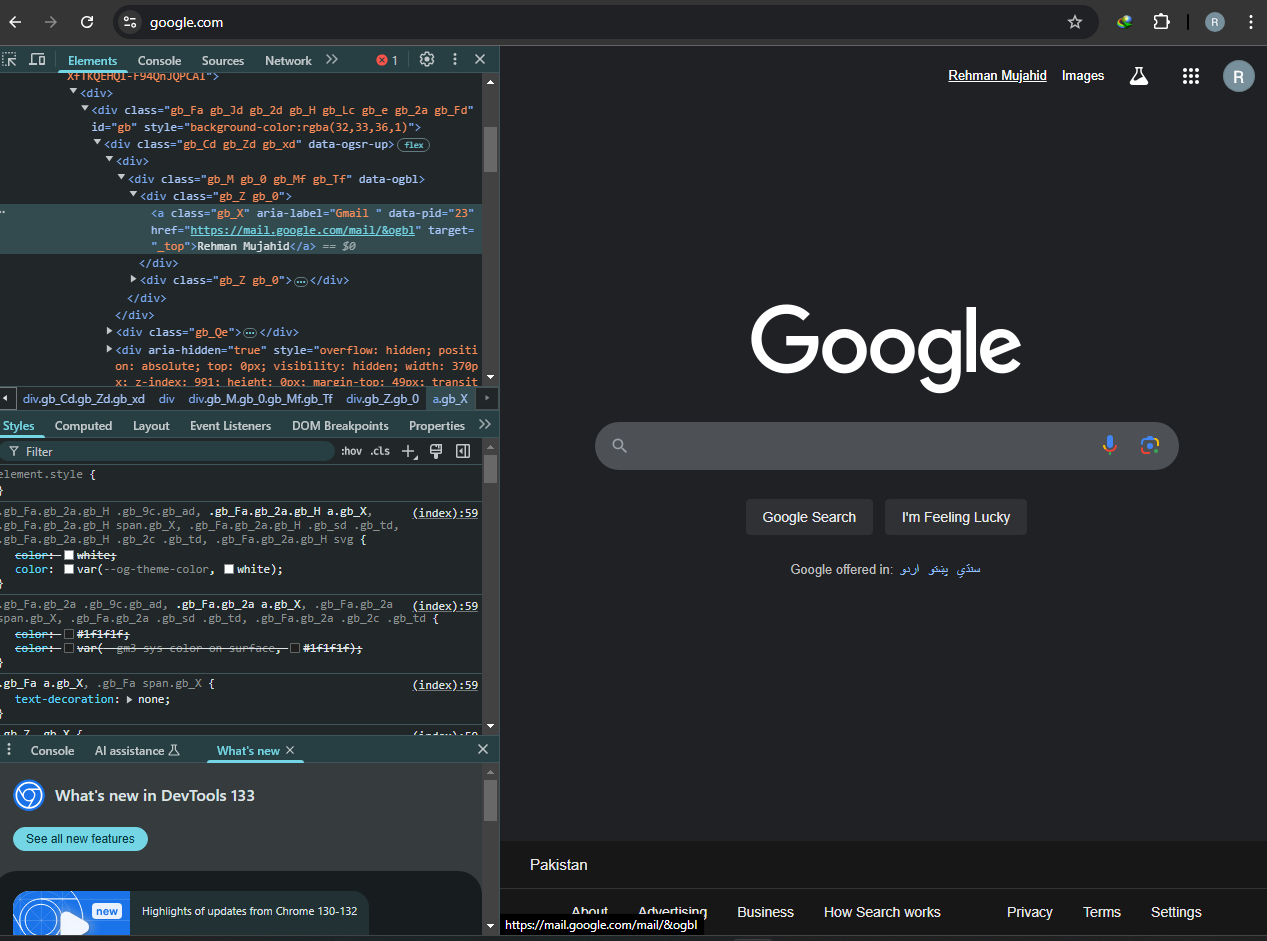 google.com
R
Elements Console Sources Network 1
XfTKQEHQI-F94QnJQPCAI">
<div>
<div class="gb_Fa gb_Jd gb_2d gb_H gb_Lc gb_e gb_2a gb_Fd"
id="gb" style="background-color:rgba(32,33,36,1)">
<div class="gb_Cd gb_Zd gb_xd" data-ogsr-up> flex
<div>
<div class="gb_M gb_0 gb_Mf gb_Tf" data-ogbl>
<div class="gb_Z gb_0">
<a class="gb_X" aria-label="Gmail " data-pid="23"
href="https://mail.google.com/mail/&ogbl" target=
"_top">Rehman Mujahid</a> == $0
</div>
<div class="gb_Z gb_0"> … </div>
</div>
</div>
<div class="gb_Qe"> … </div>
<div aria-hidden="true" style="overflow: hidden; positi
on: absolute; top: 0px; visibility: hidden; width: 370p
x; z-index: 991; height: 0px; margin-top: 49px; transit
div.gb_Cd.gb_Zd.gb_xd div div.gb_M.gb_0.gb_Mf.gb_Tf div.gb_Z.gb_0 a.gb_X
Styles Computed Layout Event Listeners DOM Breakpoints Properties
Filter :hov .cls
element.style {
}
.gb_Fa.gb_2a.gb_H .gb_9c.gb_ad, .gb_Fa.gb_2a.gb_H a.gb_X, (index):59
.gb_Fa.gb_2a.gb_H span.gb_X, .gb_Fa.gb_2a.gb_H .gb_sd .gb_td,
.gb_Fa.gb_2a.gb_H .gb_2c .gb_td, .gb_Fa.gb_2a.gb_H svg {
color: white;
color: var(--og-theme-color, white);
}
.gb_Fa.gb_2a .gb_9c.gb_ad, .gb_Fa.gb_2a a.gb_X, .gb_Fa.gb_2a (index):59
span.gb_X, .gb_Fa.gb_2a .gb_sd .gb_td, .gb_Fa.gb_2a .gb_2c .gb_td {
color: #1f1f1f;
color: var(--gm3-sys-color-on-surface, #1f1f1f);
}
.gb_Fa a.gb_X, .gb_Fa span.gb_X { (index):59
text-decoration: none;
}
.gb_Z .gb_X { (index):59
Console AI assistance What's new
What's new in DevTools 133
See all new features
new Highlights of updates from Chrome 130-132
Rehman Mujahid Images R
Google
Google Search I'm Feeling Lucky
Google offered in: اردو پښتو سنڌي
Pakistan
About Advertising Business How Search works Privacy Terms Settings
https://mail.google.com/mail/&ogbl